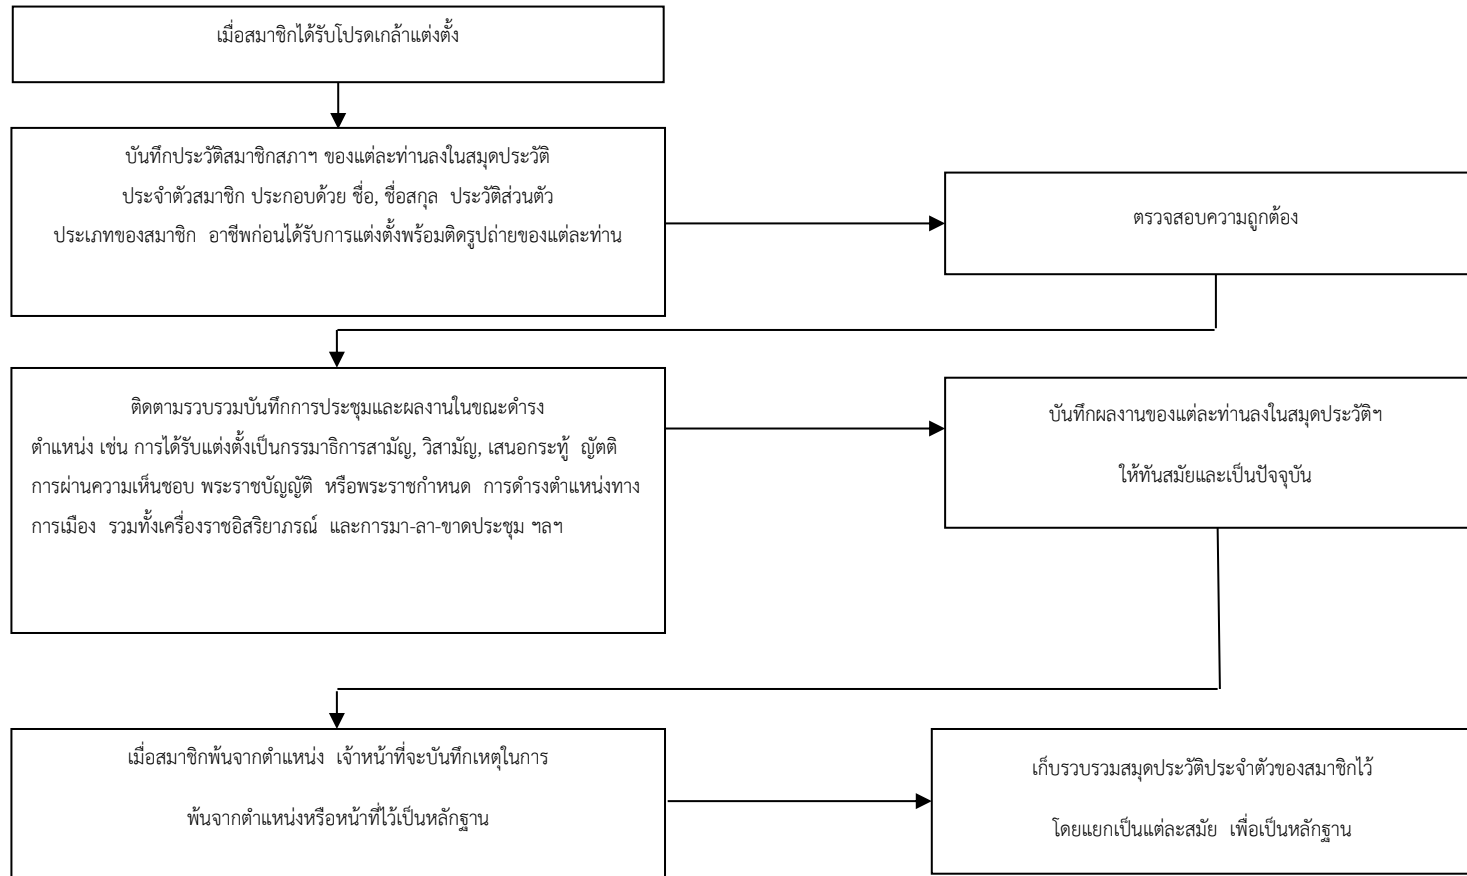 เมื่อสมาชิกได้รับโปรดเกล้าแต่งตั้ง
บันทึกประวัติสมาชิกสภาฯ ของแต่ละท่านลงในสมุดประวัติ
ประจำตัวสมาชิก ประกอบด้วย ชื่อ, ชื่อสกุล ประวัติส่วนตัว
ประเภทของสมาชิก อาชีพก่อนได้รับการแต่งตั้งพร้อมติดรูปถ่ายของแต่ละท่าน
ตรวจสอบความถูกต้อง
ติดตามรวบรวมบันทึกการประชุมและผลงานในขณะดำรง
ตำแหน่ง เช่น การได้รับแต่งตั้งเป็นกรรมาธิการสามัญ, วิสามัญ, เสนอกระทู้ ญัตติ
การผ่านความเห็นชอบ พระราชบัญญัติ หรือพระราชกำหนด การดำรงตำแหน่งทาง
การเมือง รวมทั้งเครื่องราชอิสริยาภรณ์ และการมา-ลา-ขาดประชุม ฯลฯ
บันทึกผลงานของแต่ละท่านลงในสมุดประวัติฯ
ให้ทันสมัยและเป็นปัจจุบัน
เมื่อสมาชิกพ้นจากตำแหน่ง เจ้าหน้าที่จะบันทึกเหตุในการ
พ้นจากตำแหน่งหรือหน้าที่ไว้เป็นหลักฐาน
เก็บรวบรวมสมุดประวัติประจำตัวของสมาชิกไว้
โดยแยกเป็นแต่ละสมัย เพื่อเป็นหลักฐาน